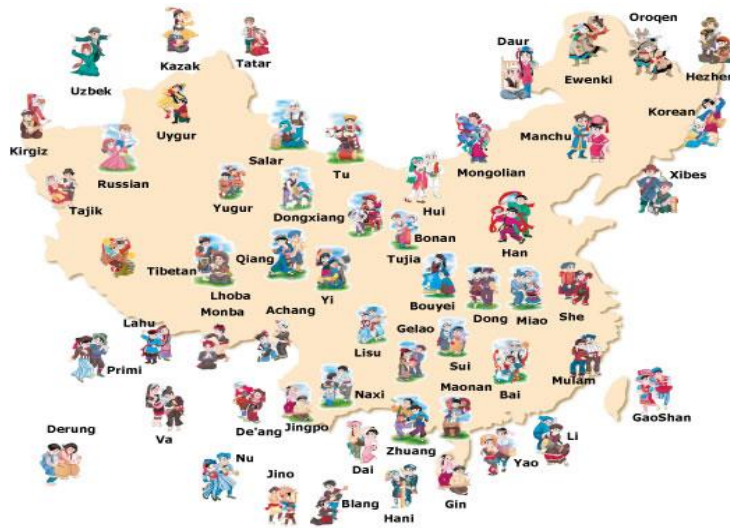 Oroqen
Daur
Kazak
Tatar
Ewenki
Hezhen
Uzbek
Korean
Uygur
Manchu
Kirgiz
Salar
Tu
Mongolian
Russian
Xibes
Tajik
Yugur
Dongxiang
Hui
Bonan
Han
Tujia
Qiang
Tibetan
Lhoba
Yi
Monba
Achang
Bouyei
Dong
Miao
She
Lahu
Gelao
Lisu
Sui
Primi
Mulam
Naxi
Maonan
Bai
GaoShan
Derung
Va
De'ang
Jingpo
Li
Dai
Zhuang
Yao
Nu
Jino
Blang
Hani
Gin